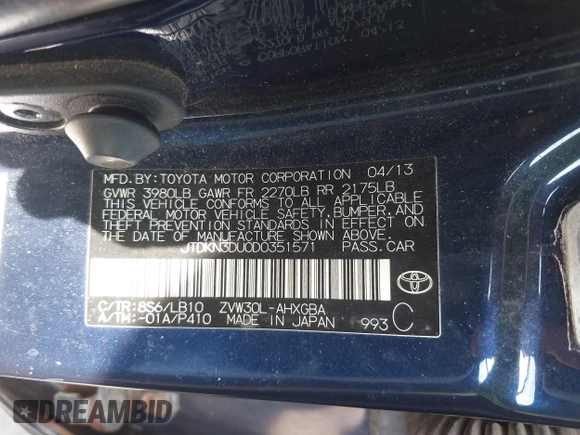 MFD.BY:TOYOTA MOTOR CORPORATION 04/13
GVWR 3980LB GAWR FR 2270LB RR 2175LB
THIS VEHICLE CONFORMS TO ALL APPLICABLE
FEDERAL MOTOR VEHICLE SAFETY, BUMPER, AND
THEFT PREVENTION STANDARDS IN EFFECT ON
THE DATE OF MANUFACTURE SHOWN ABOVE.
JTDKN3DU0D0351571 PASS.CAR
C/TR:8S6/LB10 ZVW30L-AHXGBA
A/TM:-01A/P410 MADE IN JAPAN 993 C
DREAMBID